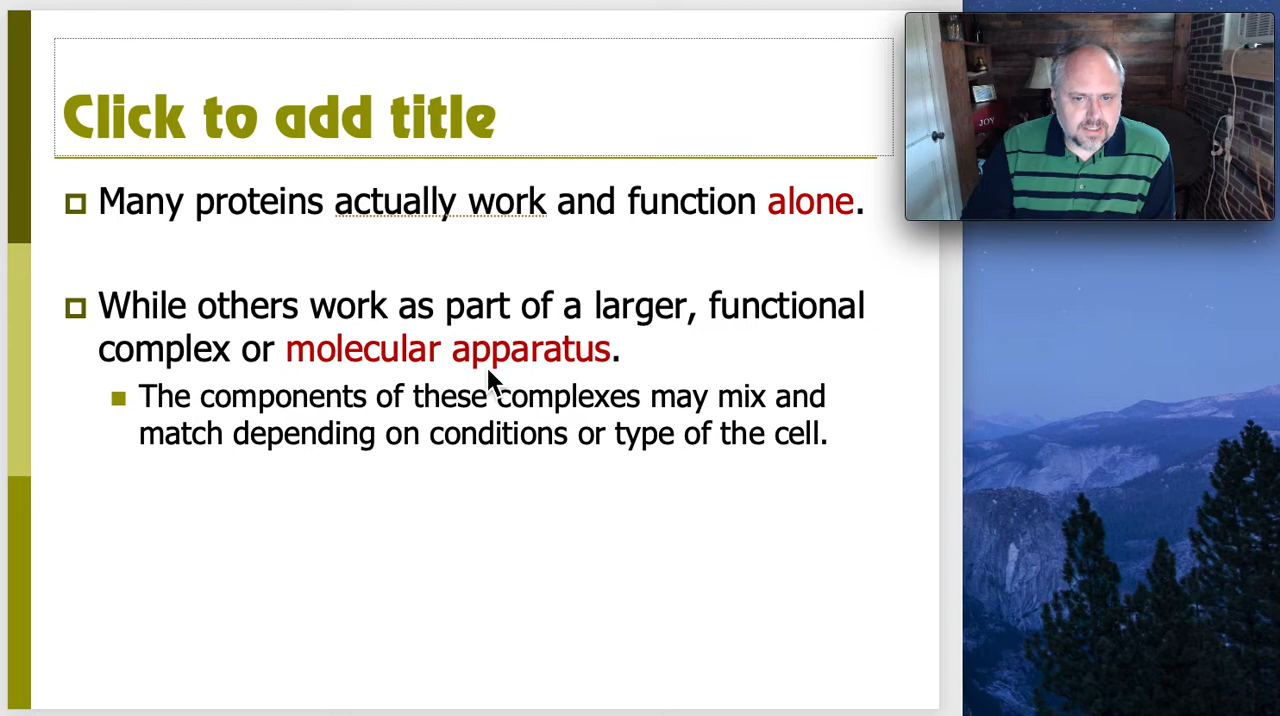 Click to add title
Many proteins actually work and function alone.
While others work as part of a larger, functional
complex or molecular apparatus.
The components of these complexes may mix and
match depending on conditions or type of the cell.
JOY